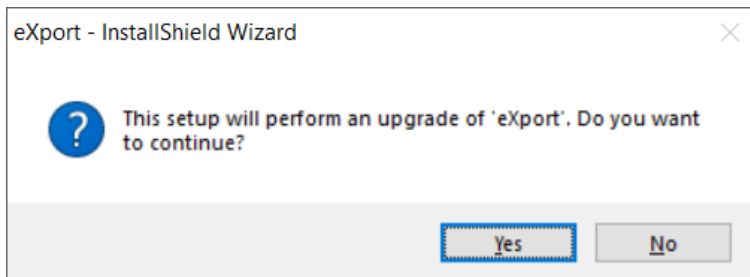 eXport - InstallShield Wizard
?
This setup will perform an upgrade of 'eXport'. Do you want
to continue?
Yes
No